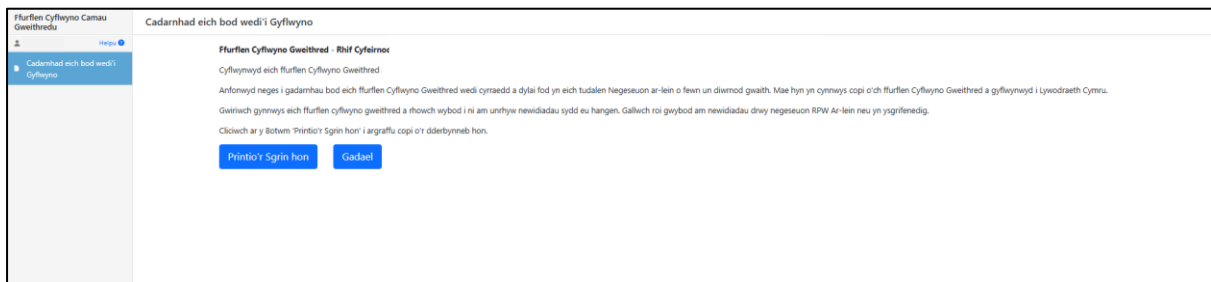 Ffurflen Cyflwyno Camau
Gweithredu
Cadarnhad eich bod wedi'i Gyflwyno
Helpu
Cadarnhad eich bod wedi'i
Gyflwyno
Ffurflen Cyflwyno Gweithred - Rhif Cyfeirnod
Cyflwynwyd eich ffurflen Cyflwyno Gweithred
Anfonwyd neges i gadarnhau bod eich ffurflen Cyflwyno Gweithred wedi cyrraedd a dylai fod yn eich tudalen Negeseuon ar-lein o fewn un diwrnod gwaith. Mae hyn yn cynnwys copi o'ch ffurflen Cyflwyno Gweithred a gyflwynwyd i Lywodraeth Cymru.
Gwiriwch gynnwys eich ffurflen cyflwyno gweithred a rhowch wybod i ni am unrhyw newidiadau sydd eu hangen. Gallwch roi gwybod am newidiadau drwy negeseuon RPW Ar-lein neu yn ysgrifenedig.
Cliciwch ar y Botwm 'Printio'r Sgrin hon' i argraffu copi o'r dderbynneb hon.
Printio'r Sgrin hon Gadael